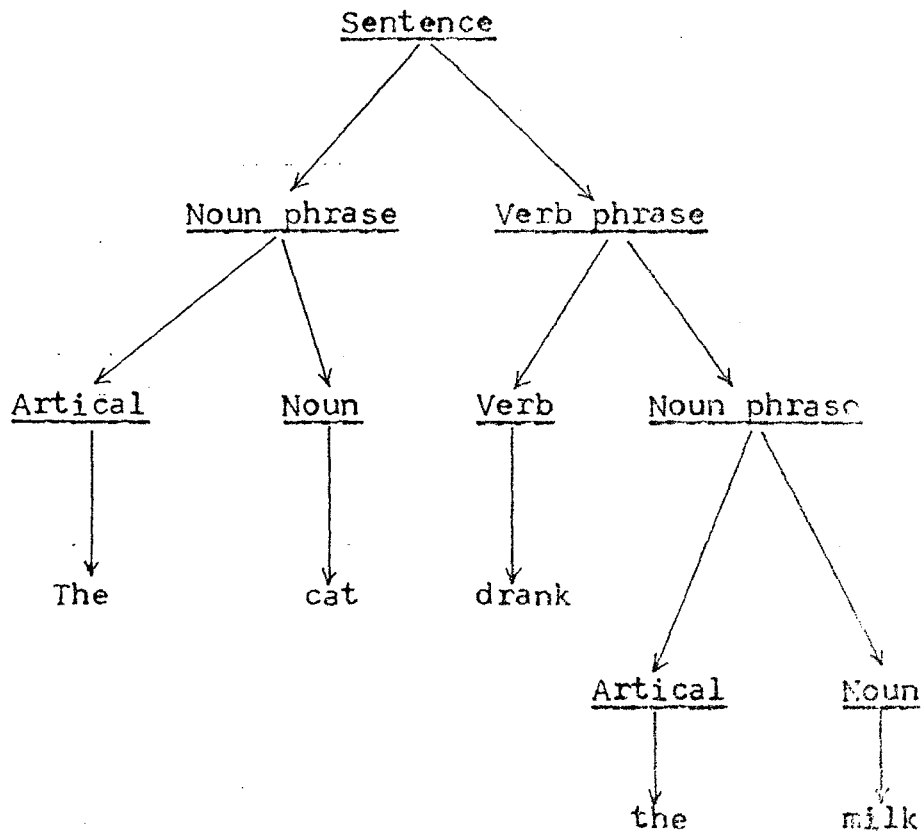 Sentence
Noun phrase Verb phrase
Artical Noun Verb Noun phrase
The cat drank
Artical Noun
the milk